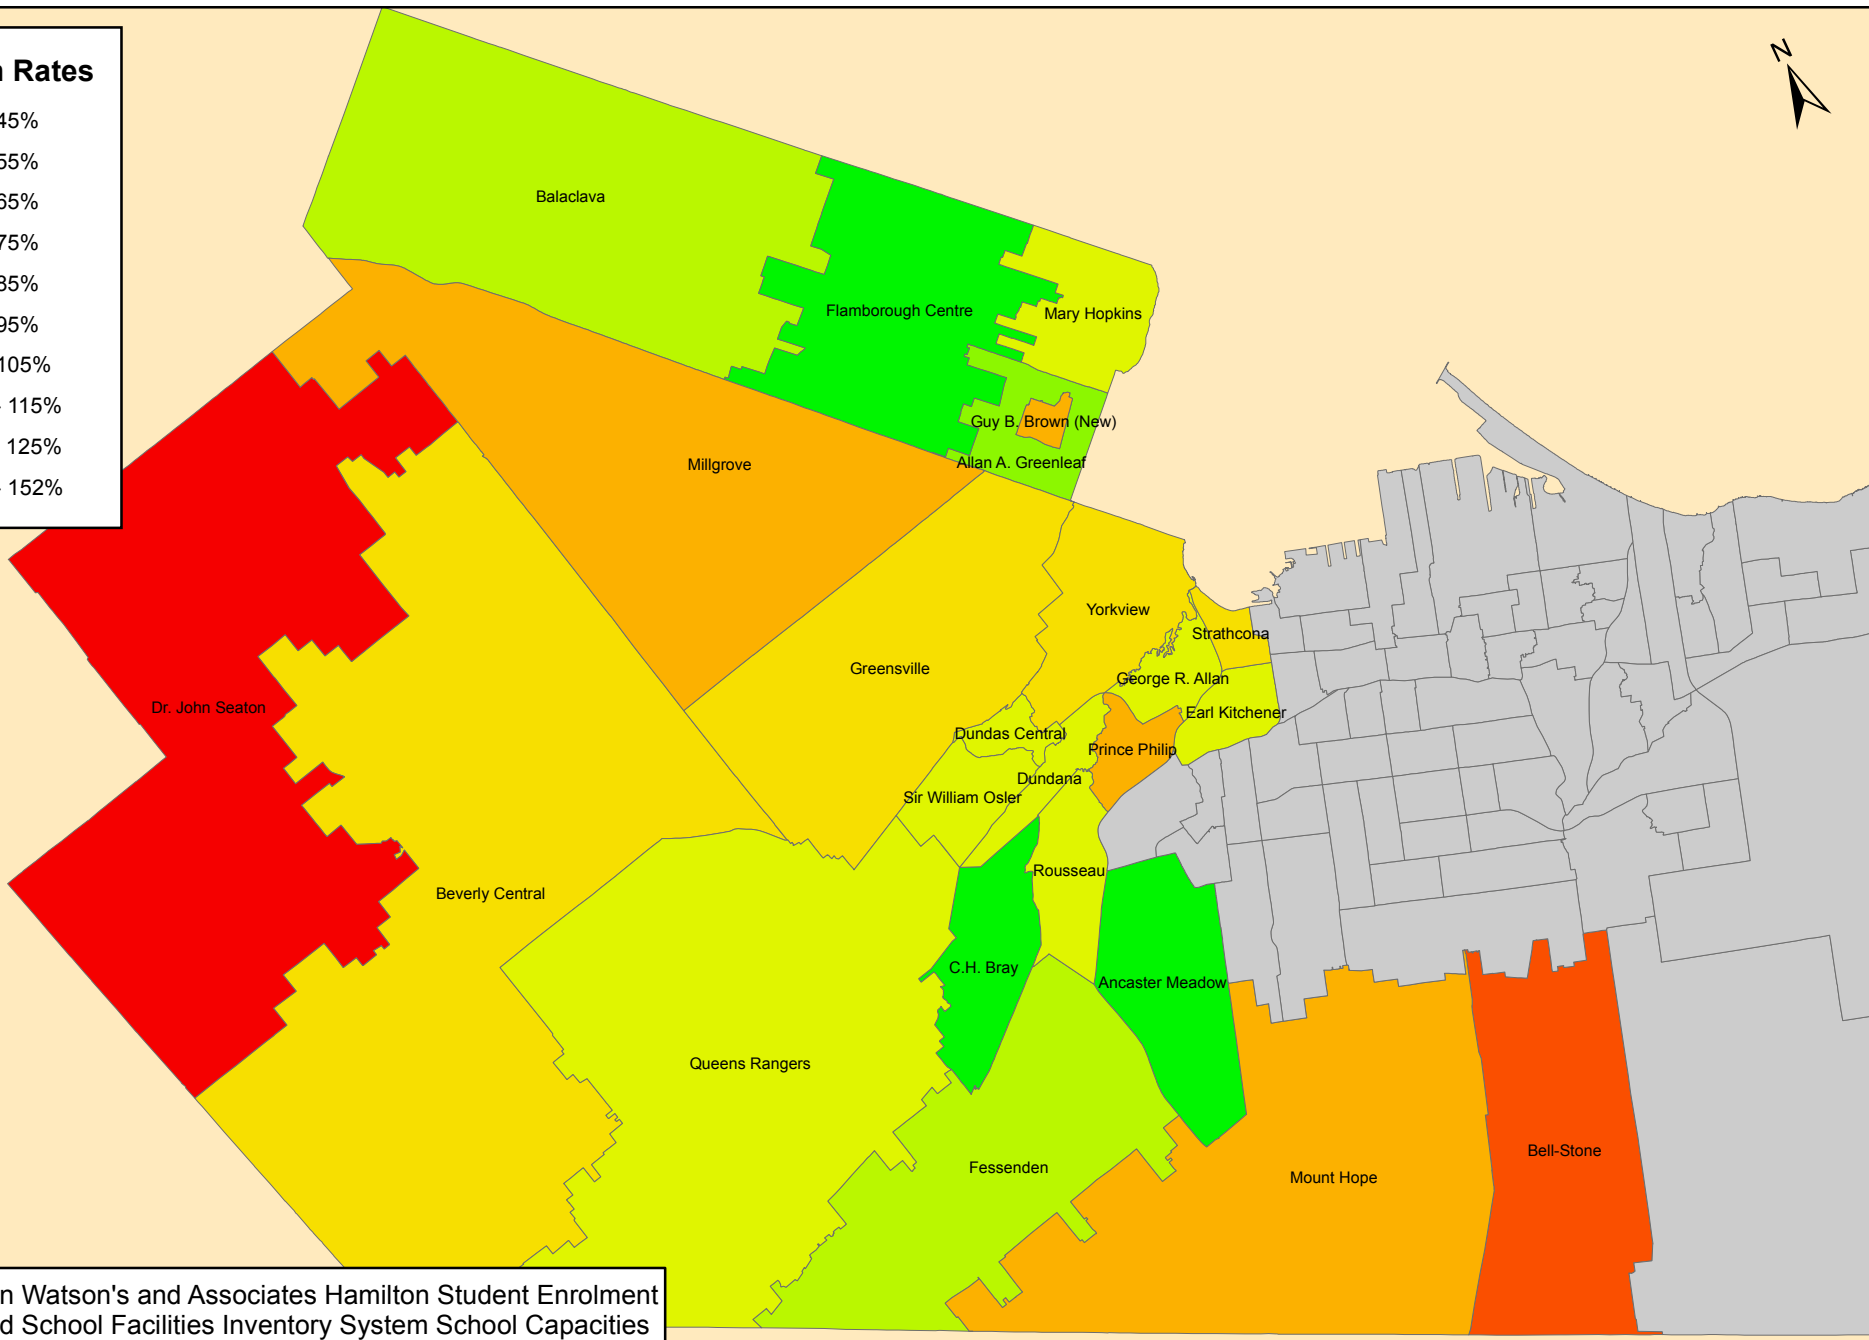 Rates
45%
55%
65%
75%
85%
95%
105%
- 115%
125%
- 152%
N
Balaclava
Flamborough Centre
Mary Hopkins
Guy B. Brown (New)
Allan A. Greenleaf
Millgrove
Yorkview
Strathcona
Greensville
George R. Allan
Dr. John Seaton
Earl Kitchener
Dundas Central
Prince Philip
Dundana
Sir William Osler
Rousseau
Beverly Central
C.H. Bray
Ancaster Meadow
Queens Rangers
Bell-Stone
Fessenden
Mount Hope
n Watson's and Associates Hamilton Student Enrolment
d School Facilities Inventory System School Capacities